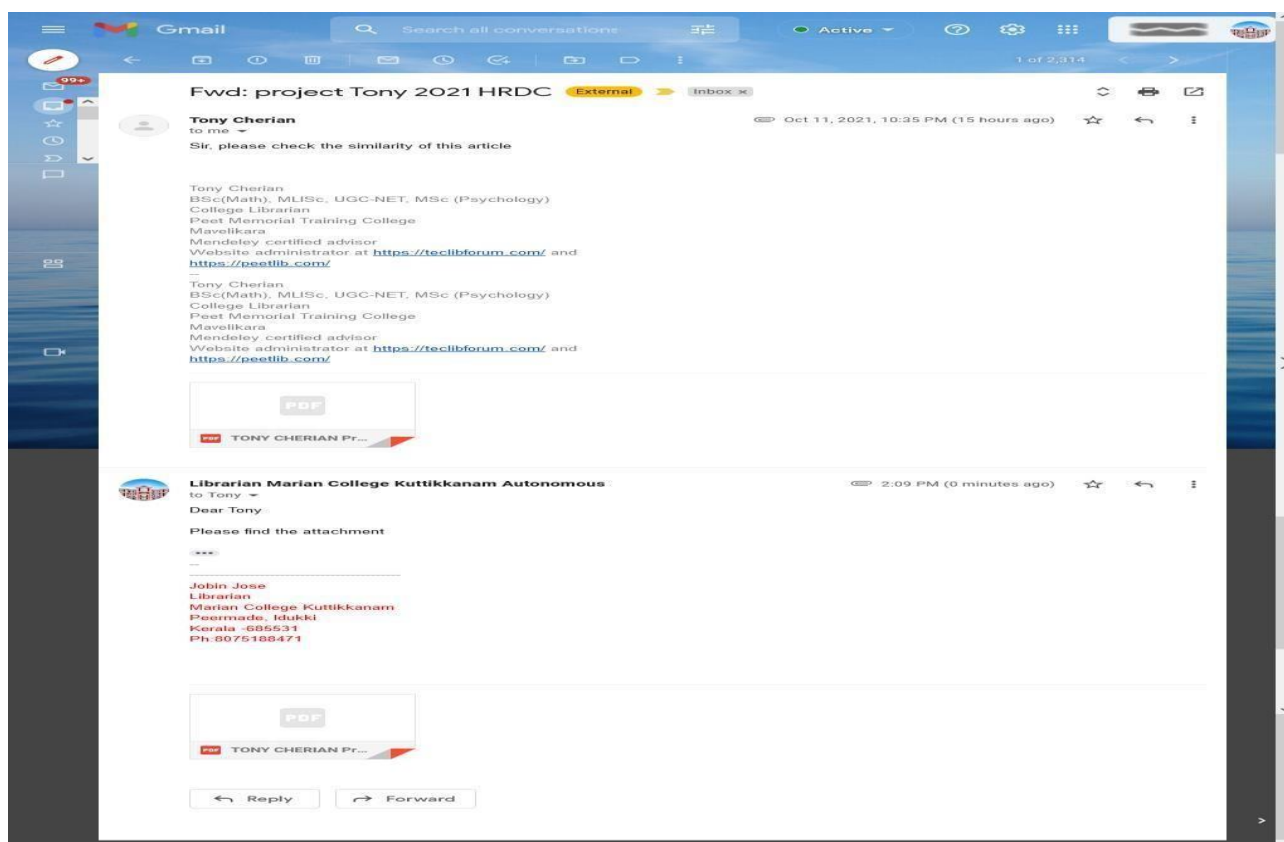 Gmail
Search all conversations
Active
99+
1 of 2,314
Fwd: project Tony 2021 HRDC External Inbox x
Tony Cherian
Oct 11, 2021, 10:35 PM (15 hours ago)
to me
Sir, please check the similarity of this article
Tony Cherian
BSc(Math), MLISc, UGC-NET, MSc (Psychology)
College Librarian
Peet Memorial Training College
Mavelikara
Mendeley certified advisor
Website administrator at https://teclibforum.com/ and
https://peetlib.com/
--
Tony Cherian
BSc(Math), MLISc, UGC-NET, MSc (Psychology)
College Librarian
Peet Memorial Training College
Mavelikara
Mendeley certified advisor
Website administrator at https://teclibforum.com/ and
https://peetlib.com/
PDF
PDF TONY CHERIAN Pr...
Librarian Marian College Kuttikkanam Autonomous
2:09 PM (0 minutes ago)
to Tony
Dear Tony
Please find the attachment
•••
--
----------------------------------------
Jobin Jose
Librarian
Marian College Kuttikkanam
Peermade, Idukki
Kerala -685531
Ph:8075188471
PDF
PDF TONY CHERIAN Pr...
Reply Forward